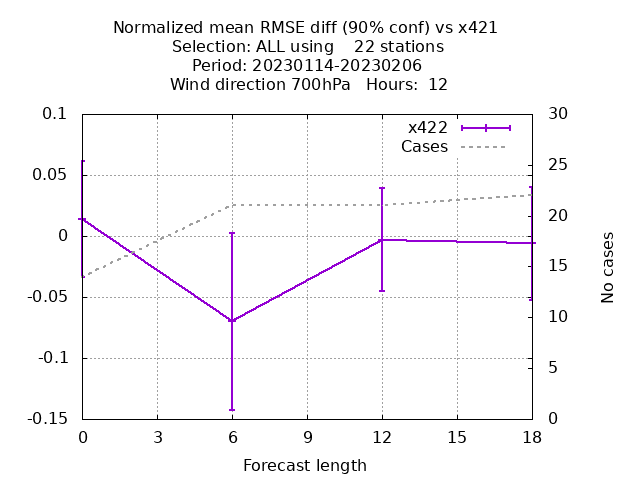 Normalized mean RMSE diff (90% conf) vs x421
Selection: ALL using    22 stations
Period: 20230114-20230206
Wind direction 700hPa   Hours:  12
x422
Cases
0.1
0.05
0
-0.05
-0.1
-0.15
30
25
20
15
10
5
0
No cases
0 3 6 9 12 15 18
Forecast length